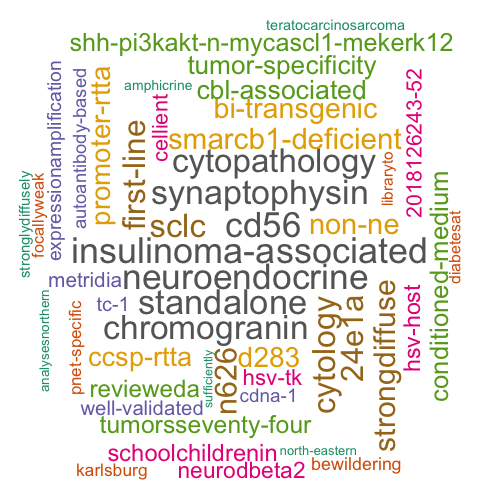 teratocarcinosarcoma
shh-pi3kakt-n-mycascl1-mekerk12
tumor-specificity
amphicrine
cbl-associated
bi-transgenic
smarcb1-deficient
cytopathology
synaptophysin
sclc
cd56
non-ne
insulinoma-associated
neuroendocrine
standalone
chromogranin
metridia
tc-1
ccsp-rtta
d283
hsv-tk
revieweda
cdna-1
well-validated
tumorsseventy-four
schoolchildrenin
north-eastern
neurodbeta2
bewildering
karlsburg
stronglydiffusely
focallyweak
expressionamplification
autoantibody-based
promoter-rtta
first-line
cellient
libraryto
2018126243-52
conditioned-medium
diabetesat
analysesnorthern
pnet-specific
sufficiently
n626
cytology
24e1a
strongdiffuse
hsv-host